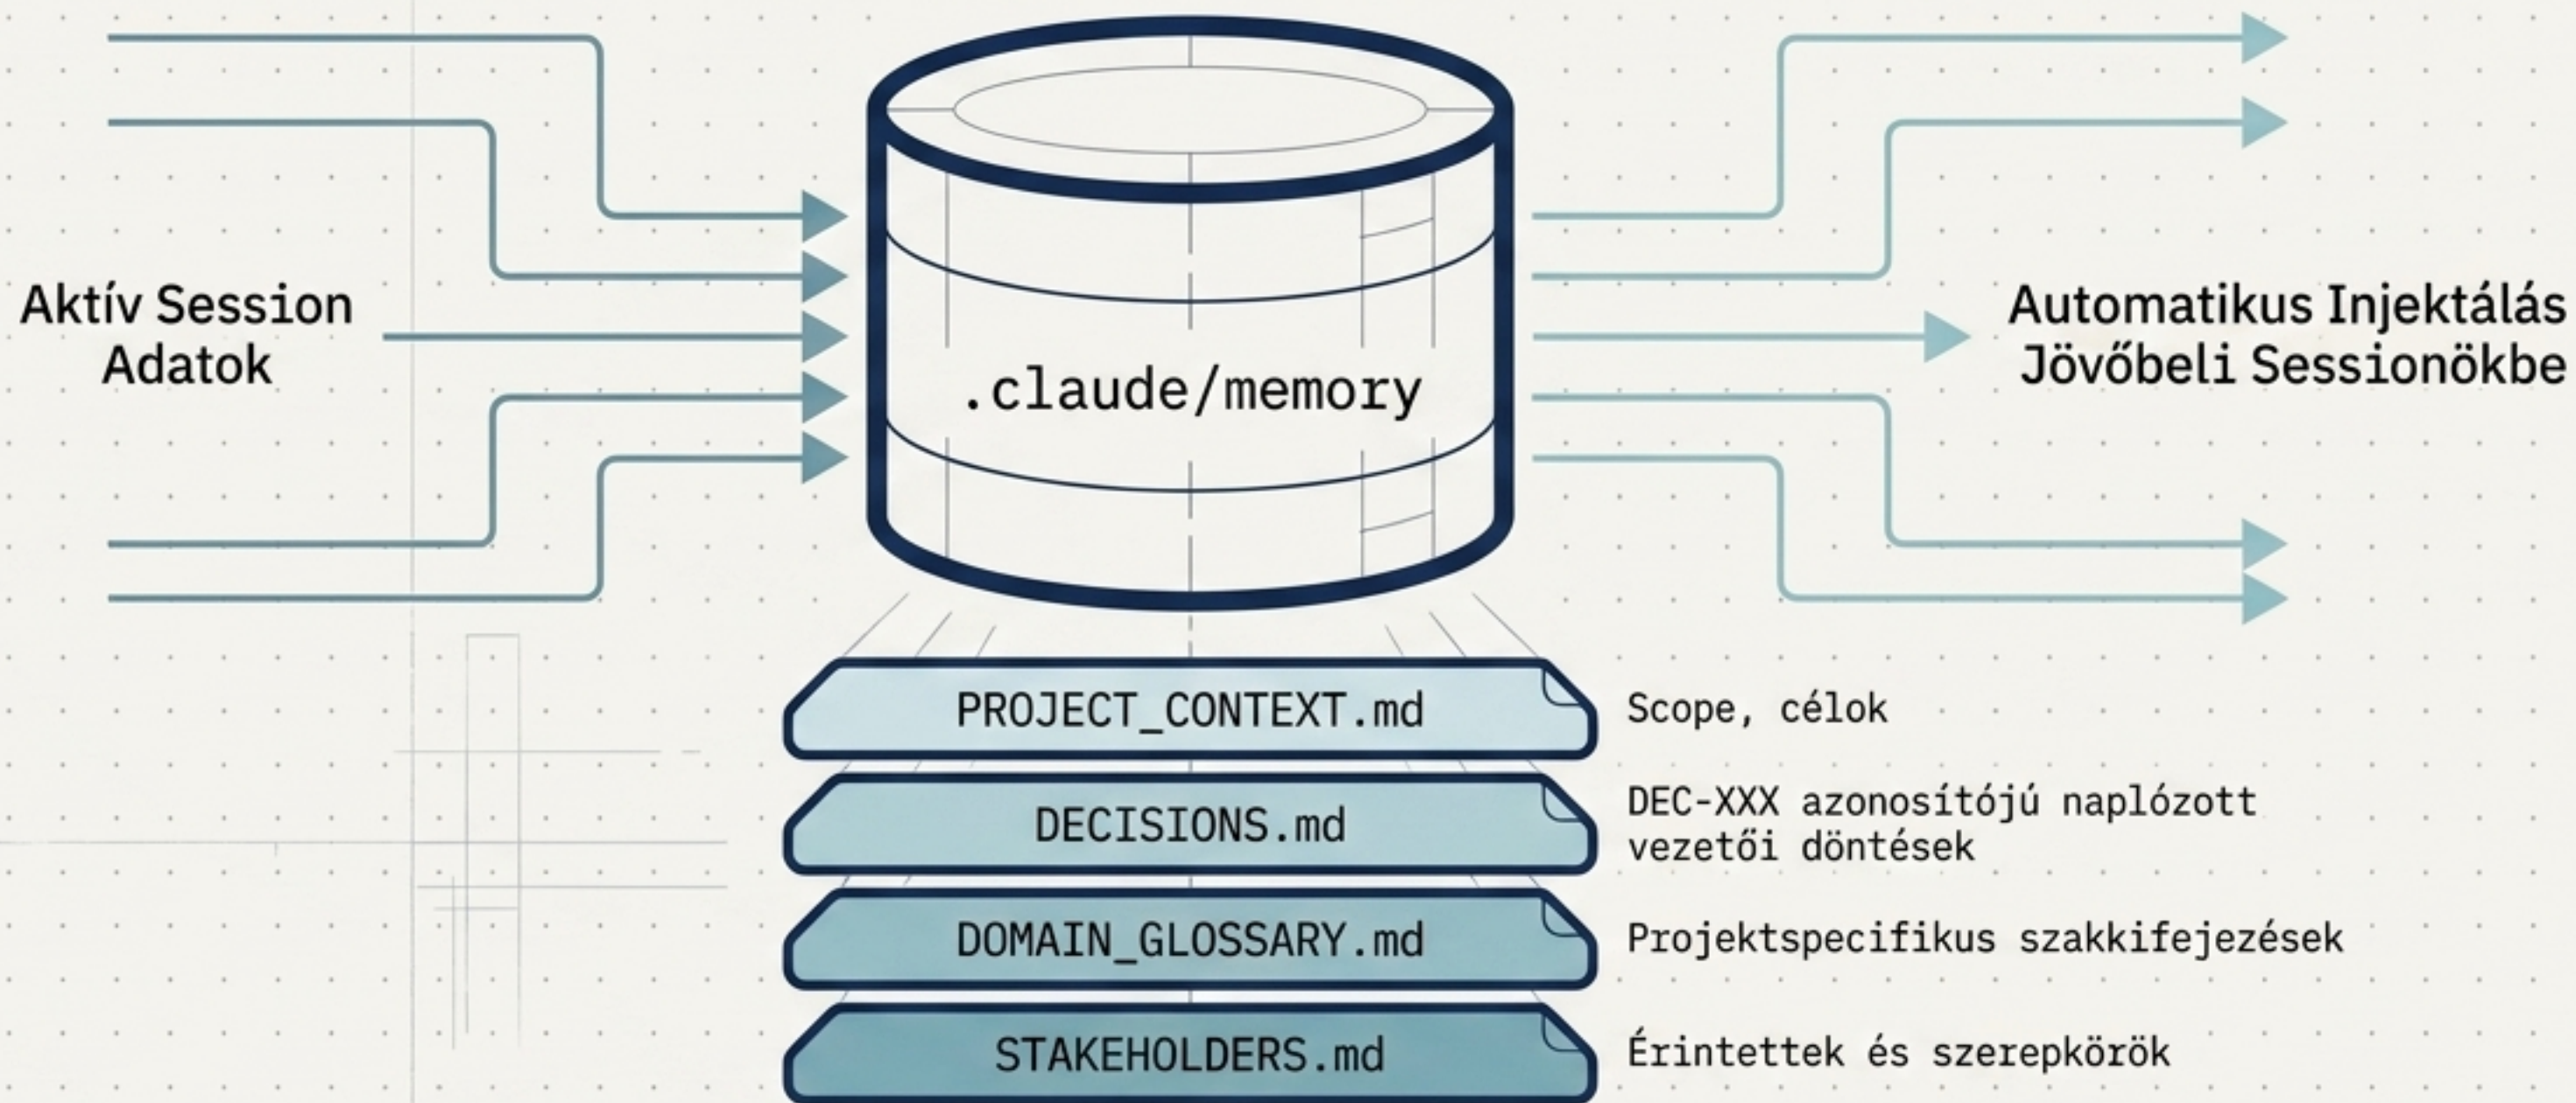 Aktív Session
Adatok
.claude/memory
Automatikus Injektálás
Jövőbeli Sessionökbe
PROJECT_CONTEXT.md
Scope, célok
DECISIONS.md
DEC-XXX azonosítójú naplózott
vezetői döntések
DOMAIN_GLOSSARY.md
Projektspecifikus szakkifejezések
STAKEHOLDERS.md
Érintettek és szerepkörök